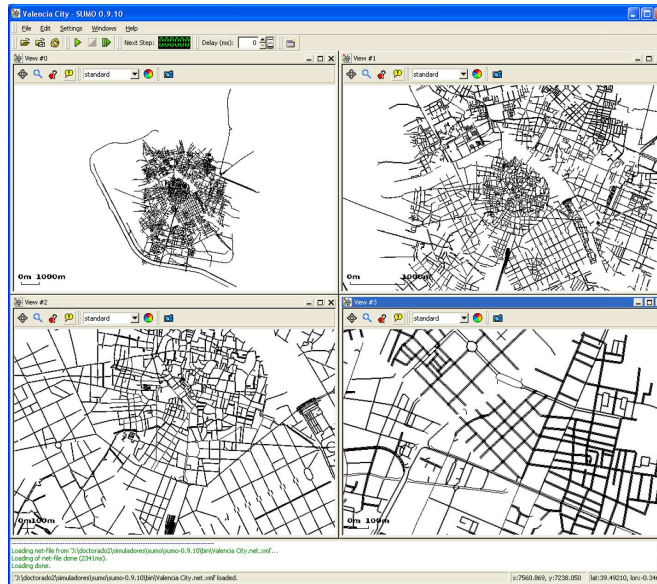 Valencia City - SUMO 0.9.10
File Edit Settings Windows Help
Next Step: Delay (ms): 0
View #0
standard
0m 1000m
View #1
standard
1000m
View #2
standard
0m 100m
View #3
standard
0m 100m
Loading net-file from 'J:\doctorado2\simuladores\sumo\sumo-0.9.10\bin\Valencia City.net.xml'...
Loading of net-file done (2341ms).
Loading done.
'J:\doctorado2\simuladores\sumo\sumo-0.9.10\bin\Valencia City.net.xml' loaded.
x:7560.869, y:7238.050
lat:39.49210, lon:-0.34